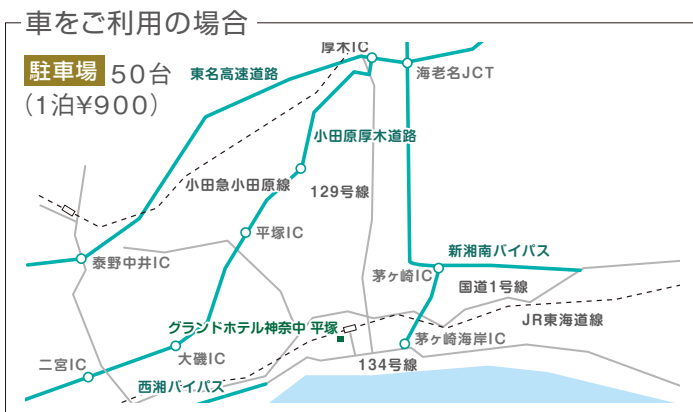 車をご利用の場合
駐車場 50台
(1泊¥900)
厚木IC
東名高速道路
海老名JCT
小田原厚木道路
小田急小田原線
129号線
平塚IC
新湘南バイパス
泰野中井IC
茅ヶ崎IC
国道1号線
グランドホテル神奈中 平塚
JR東海道線
茅ヶ崎海岸IC
二宮IC
大磯IC
134号線
西湘バイパス